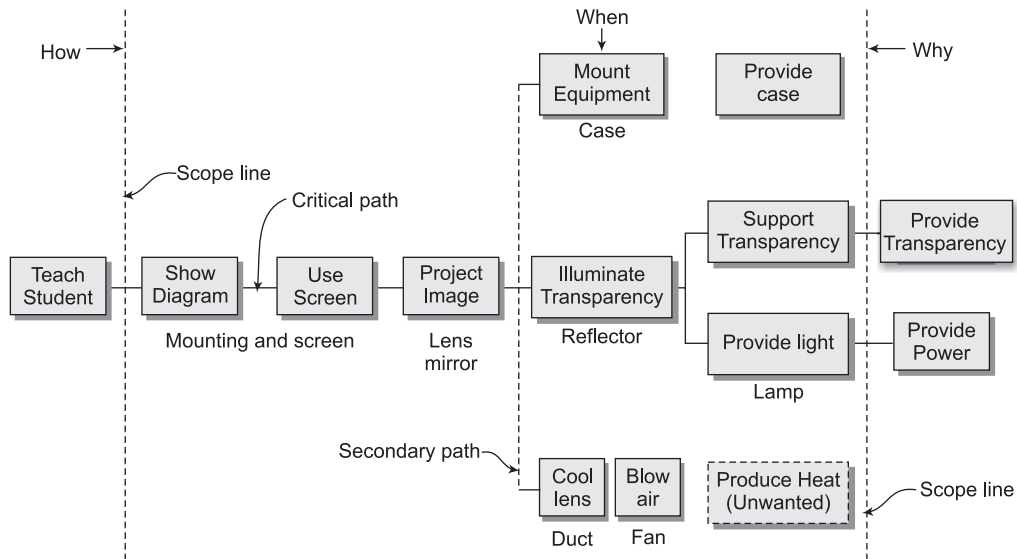 When
How
Why
Mount
Equipment
Provide
case
Case
Scope line
Critical path
Support
Transparency
Provide
Transparency
Teach
Student
Show
Diagram
Use
Screen
Project
Image
Illuminate
Transparency
Mounting and screen
Lens
mirror
Reflector
Provide light
Provide
Power
Lamp
Secondary path
Cool
lens
Blow
air
Produce Heat
(Unwanted)
Scope line
Duct
Fan